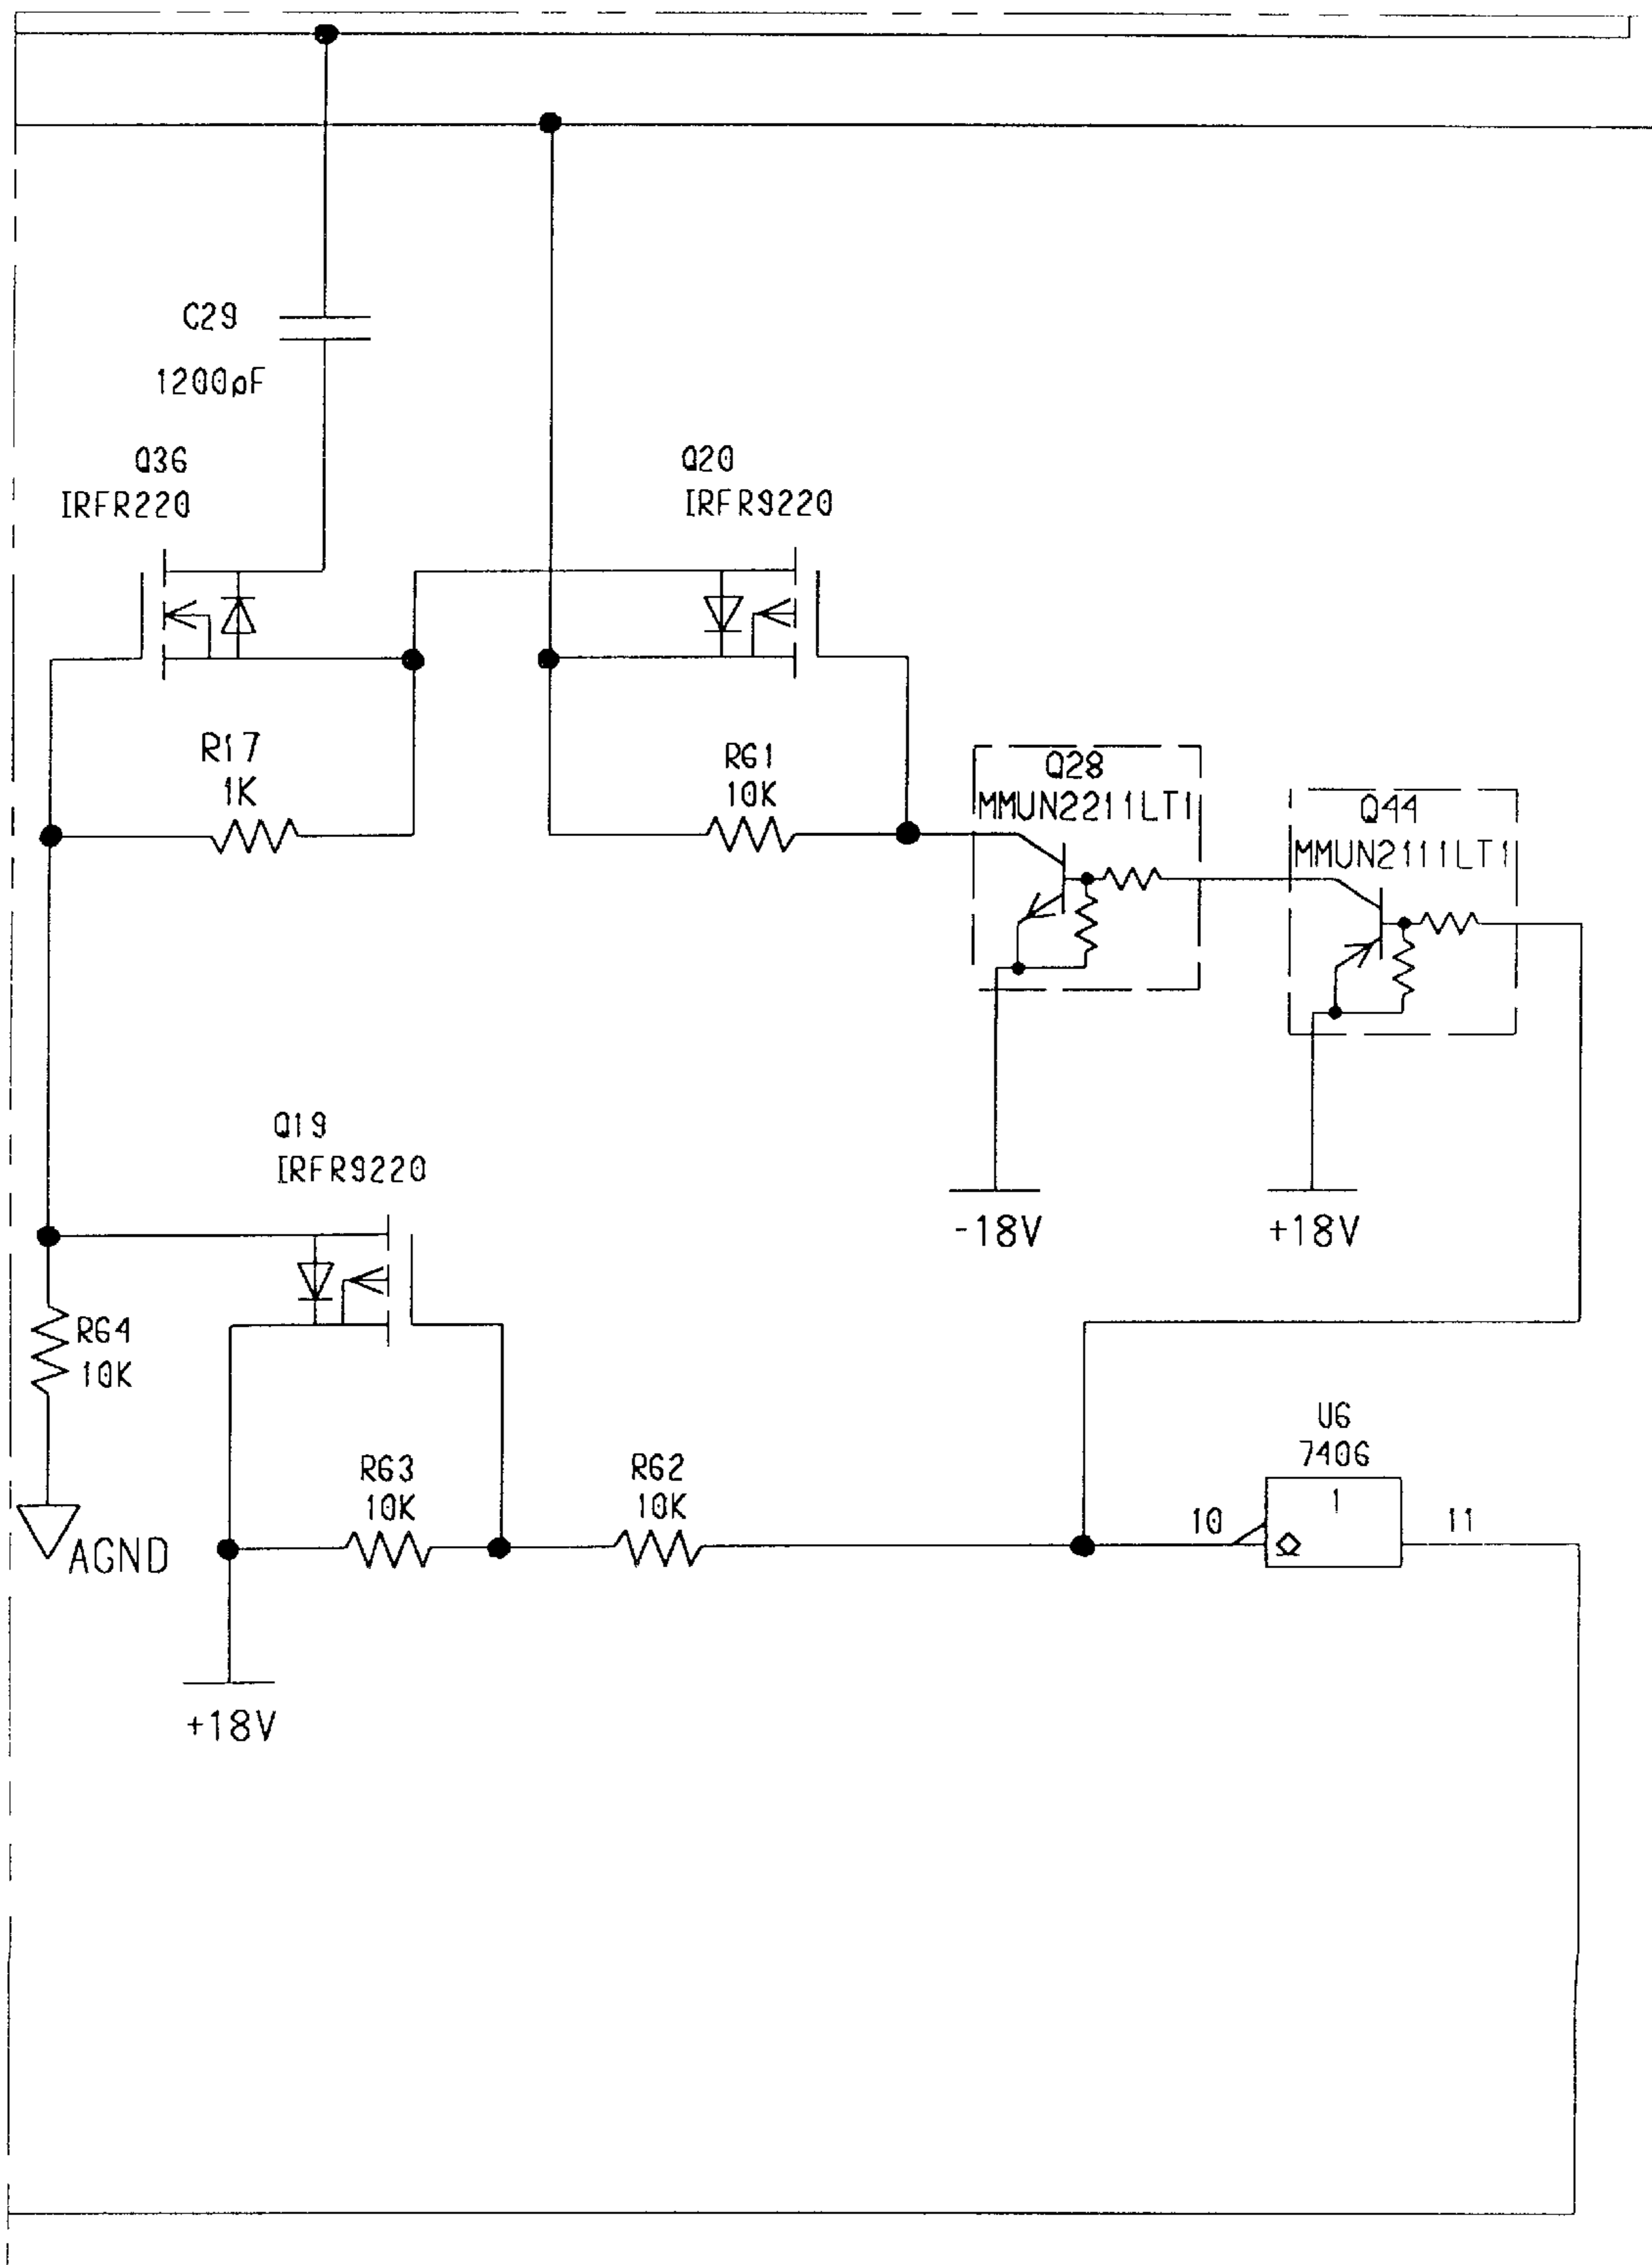 C29
1200pF
Q36
IRFR220
Q20
IRFR9220
R17
1K
R61
10K
Q28
MMUN2211LT1
Q44
MMUN2111LT1
Q19
IRFR9220
-18V
+18V
R64
10K
AGND
R63
10K
R62
10K
U6
7406
1
10
11
+18V